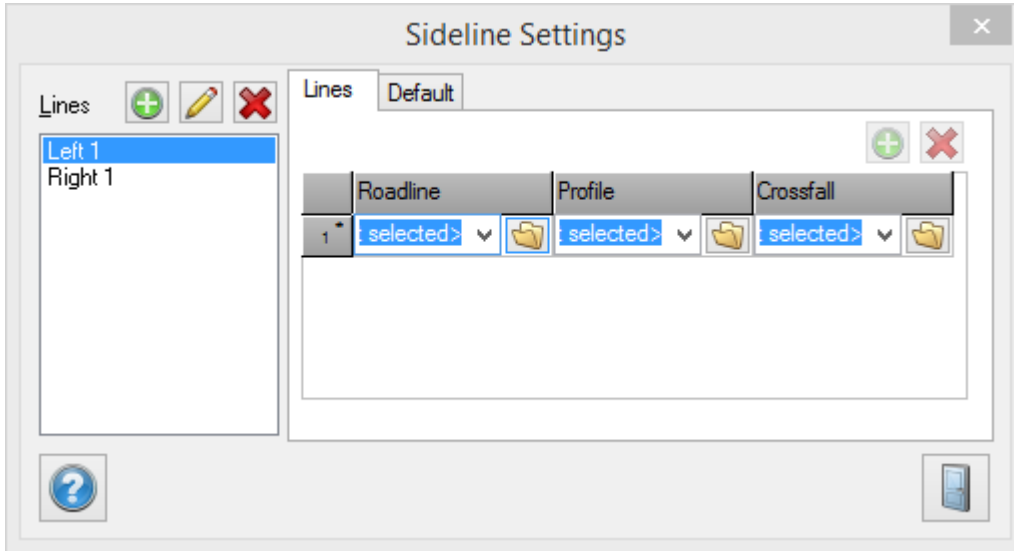 Sideline Settings
Lines
Left 1
Right 1
Lines Default
Roadline Profile Crossfall
1 * : selected> : selected> : selected>